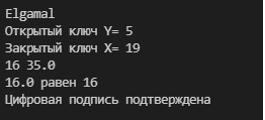 Elgamal
Открытый ключ Y= 5
Закрытый ключ X= 19
16 35.0
16.0 равен 16
Цифровая подпись подтверждена